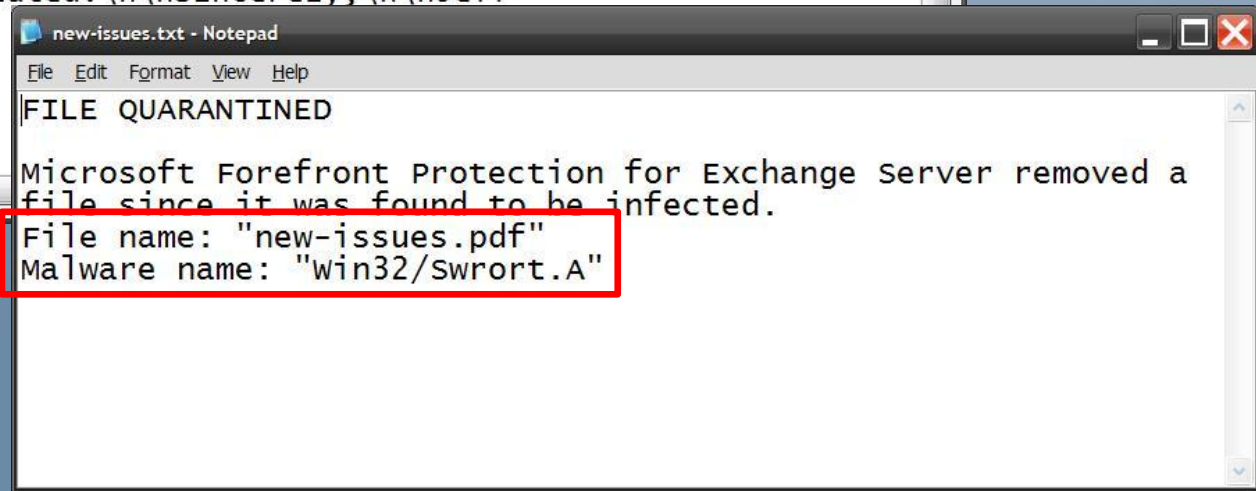 new-issues.txt - Notepad
File Edit Format View Help
FILE QUARANTINED
Microsoft Forefront Protection for Exchange Server removed a
file since it was found to be infected.
File name: "new-issues.pdf"
Malware name: "Win32/Swrort.A"